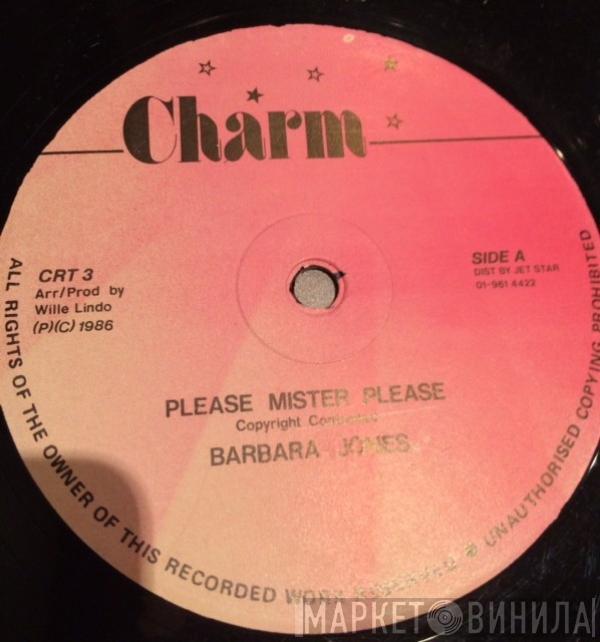 Charm
CRT 3
Arr/Prod by
Wille Lindo
(P)(C) 1986
SIDE A
DIST BY JET STAR
01-961 4422
PLEASE MISTER PLEASE
Copyright
BARBARA JONES
ALL RIGHTS OF THE OWNER OF THIS RECORDED WORK RESERVED UNAUTHORISED COPYING PROHIBITED
МАРКЕТ ВИНИЛА